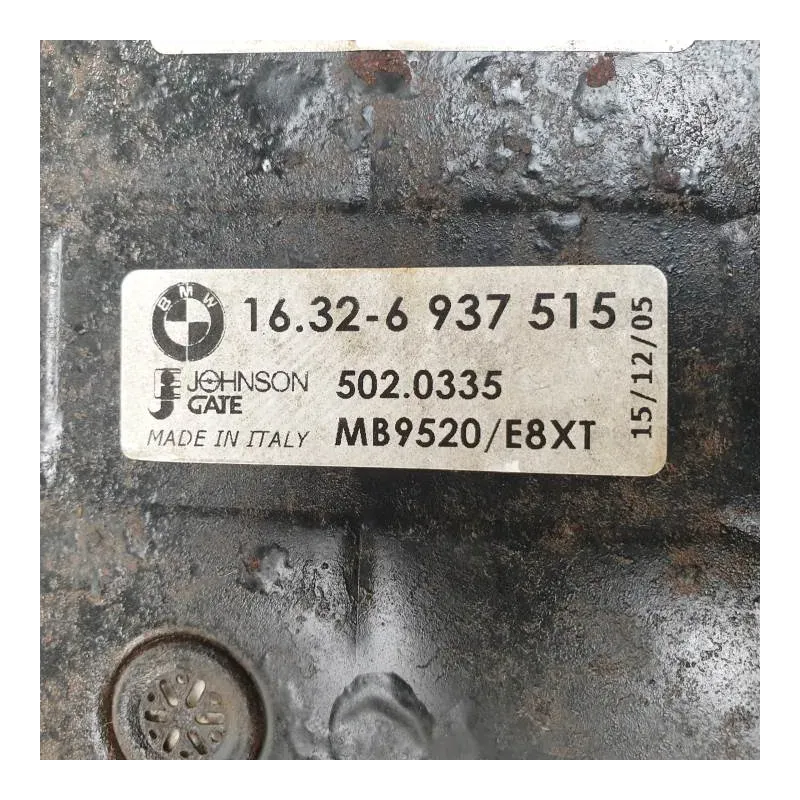 BMW 16.32-6 937 515
JOHNSON 502.0335
GATE
MADE IN ITALY MB9520/E8XT
15/12/05